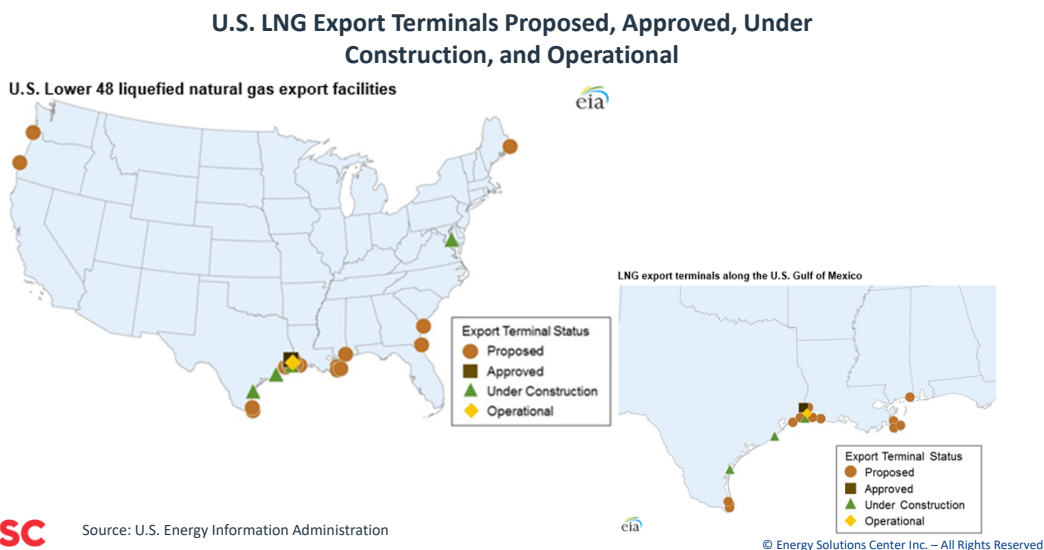 U.S. LNG Export Terminals Proposed, Approved, Under
Construction, and Operational
U.S. Lower 48 liquefied natural gas export facilities
eia
Export Terminal Status
Proposed
Approved
Under Construction
Operational
LNG export terminals along the U.S. Gulf of Mexico
Export Terminal Status
Proposed
Approved
Under Construction
Operational
eia
SC
Source: U.S. Energy Information Administration
© Energy Solutions Center Inc. – All Rights Reserved